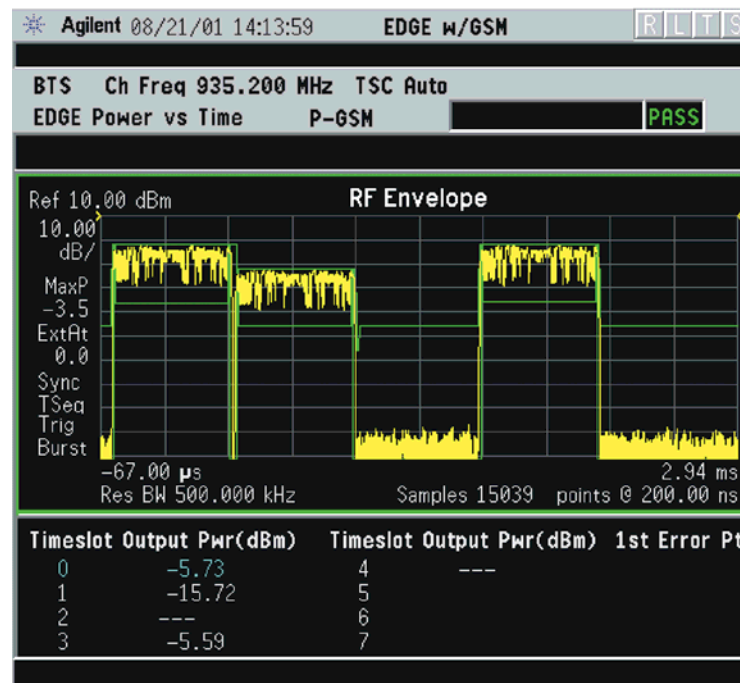 Agilent 08/21/01 14:13:59 EDGE w/GSM R L T S
BTS Ch Freq 935.200 MHz TSC Auto
EDGE Power vs Time P-GSM PASS
Ref 10.00 dBm RF Envelope
10.00
dB/
MaxP
-3.5
ExtAt
0.0
Sync
TSeq
Trig
Burst
-67.00 µs 2.94 ms
Res BW 500.000 kHz Samples 15039 points @ 200.00 ns
Timeslot Output Pwr(dBm) Timeslot Output Pwr(dBm) 1st Error Pt
0 -5.73 4 ---
1 -15.72 5
2 --- 6
3 -5.59 7